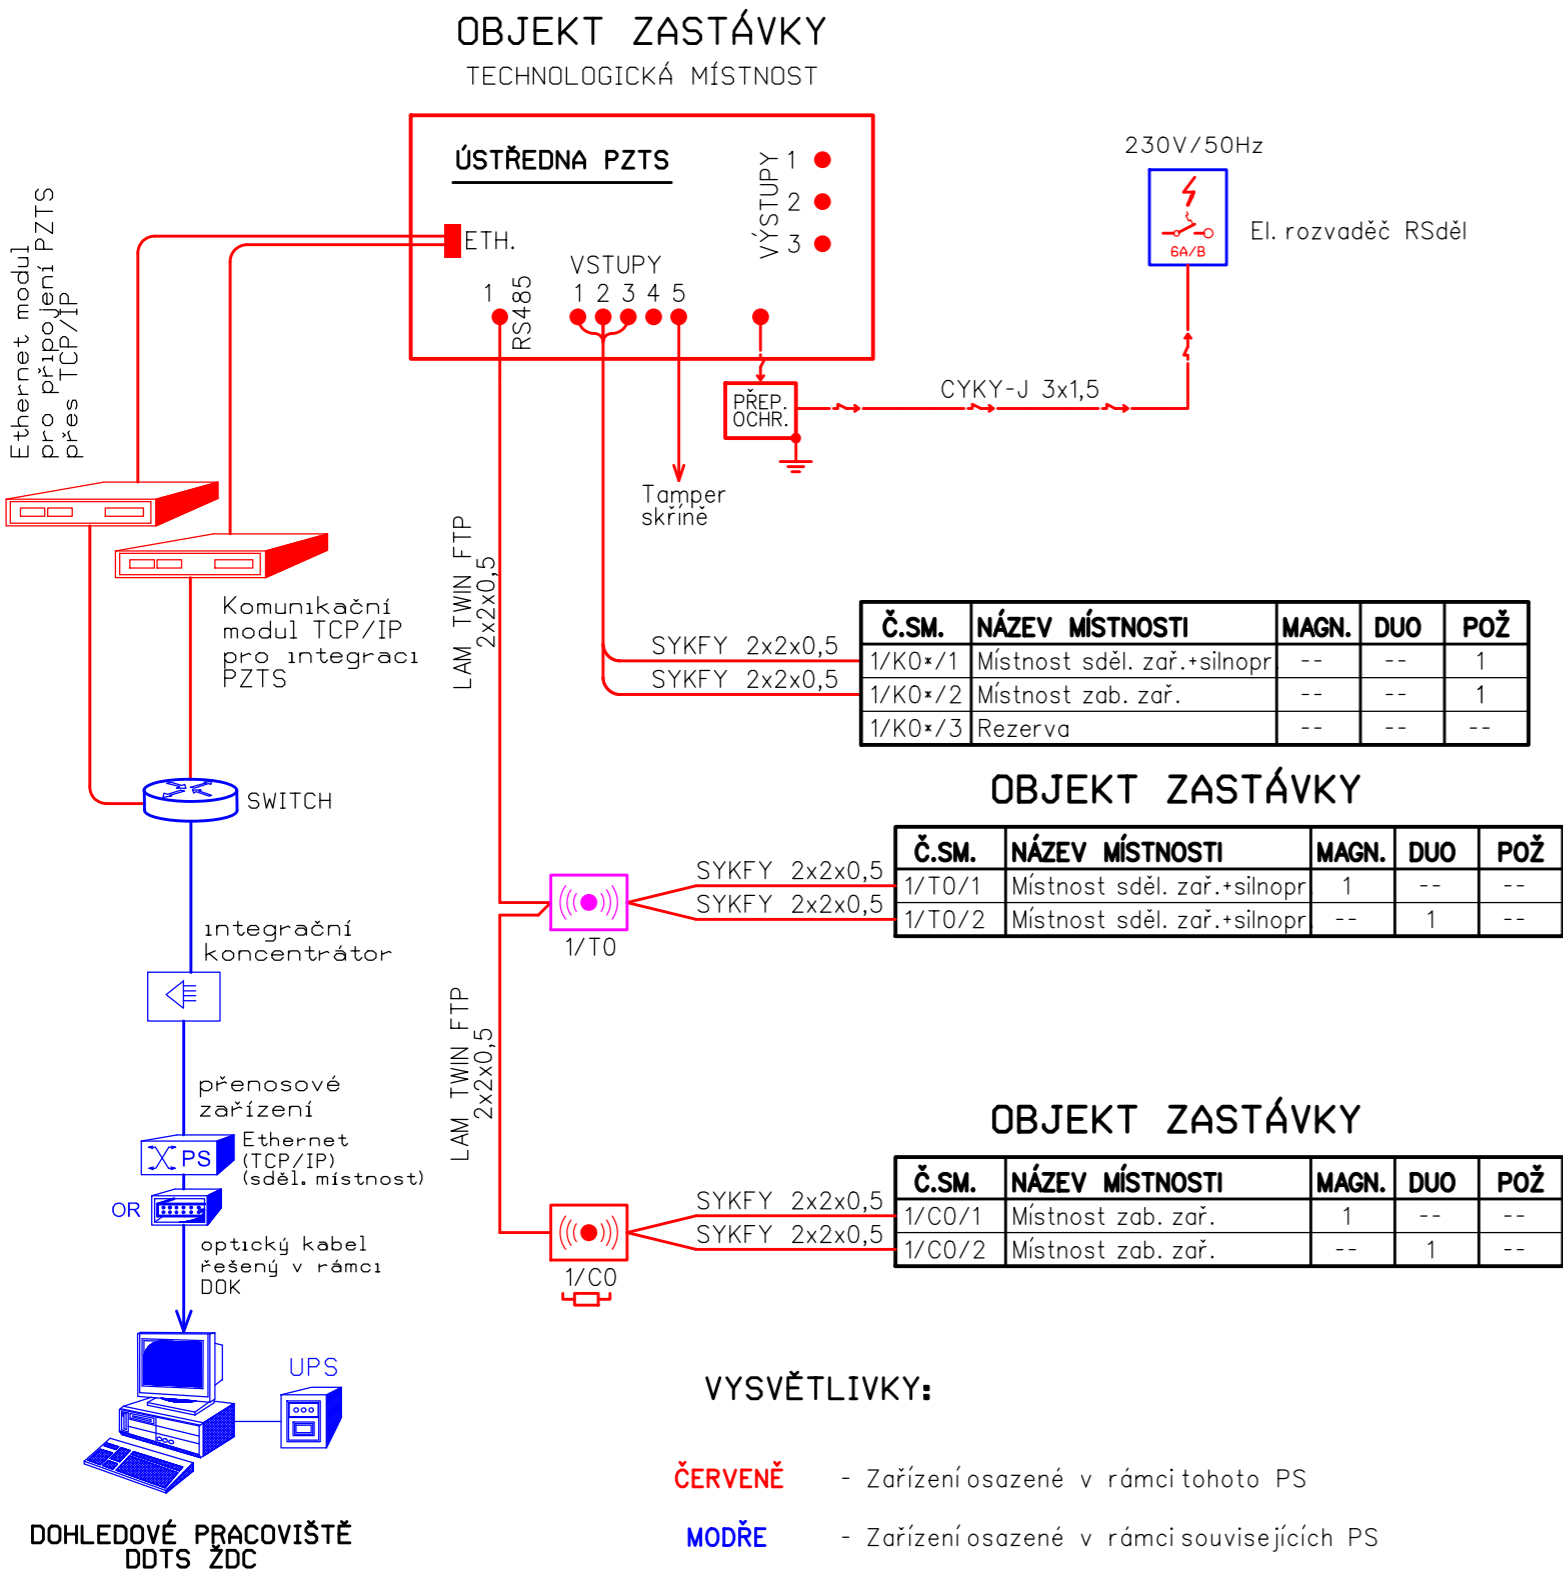 OBJEKT ZASTÁVKY
TECHNOLOGICKÁ MÍSTNOST
ÚSTŘEDNA PZTS
VÝSTUPY
1
2
3
ETH.
VSTUPY
1
RS485
1 2 3 4 5
230V/50Hz
6A/B
El. rozvaděč RSděl
CYKY-J 3x1,5
PŘEP.
OCHR.
Tamper
skříně
Ethernet modul
pro připojení PZTS
přes TCP/IP
Komunikační
modul TCP/IP
pro integraci
PZTS
LAM TWIN FTP
2x2x0,5
SYKFY 2x2x0,5
SYKFY 2x2x0,5
Č.SM. NÁZEV MÍSTNOSTI MAGN. DUO POŽ
1/K0*/1 Místnost sděl. zař.+silnopr -- -- 1
1/K0*/2 Místnost zab. zař. -- -- 1
1/K0*/3 Rezerva -- -- --
SWITCH
OBJEKT ZASTÁVKY
Č.SM. NÁZEV MÍSTNOSTI MAGN. DUO POŽ
SYKFY 2x2x0,5
1/T0/1 Místnost sděl. zař.+silnopr 1 -- --
SYKFY 2x2x0,5
1/T0/2 Místnost sděl. zař.+silnopr -- 1 --
1/T0
integrační
koncentrátor
LAM TWIN FTP
2x2x0,5
přenosové
zařízení
PS
Ethernet
(TCP/IP)
(sděl. místnost)
OR
optický kabel
řešený v rámci
DOK
OBJEKT ZASTÁVKY
Č.SM. NÁZEV MÍSTNOSTI MAGN. DUO POŽ
SYKFY 2x2x0,5
1/C0/1 Místnost zab. zař. 1 -- --
SYKFY 2x2x0,5
1/C0/2 Místnost zab. zař. -- 1 --
1/C0
UPS
DOHLEDOVÉ PRACOVIŠTĚ
DDTS ŽDC
VYSVĚTLIVKY:
ČERVENĚ - Zařízení osazené v rámci tohoto PS
MODŘE - Zařízení osazené v rámci souvisejících PS